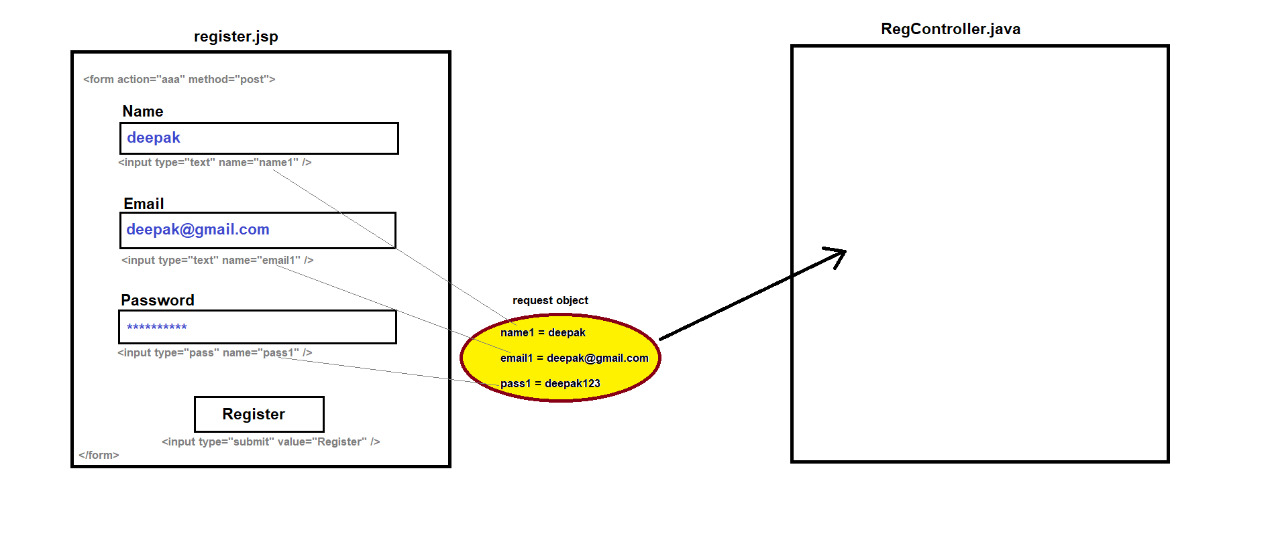 register.jsp
RegController.java
<form action="aaa" method="post">
Name
deepak
<input type="text" name="name1" />
Email
deepak@gmail.com
<input type="text" name="email1" />
Password
**********
<input type="pass" name="pass1" />
request object
name1 = deepak
email1 = deepak@gmail.com
pass1 = deepak123
Register
<input type="submit" value="Register" />
</form>